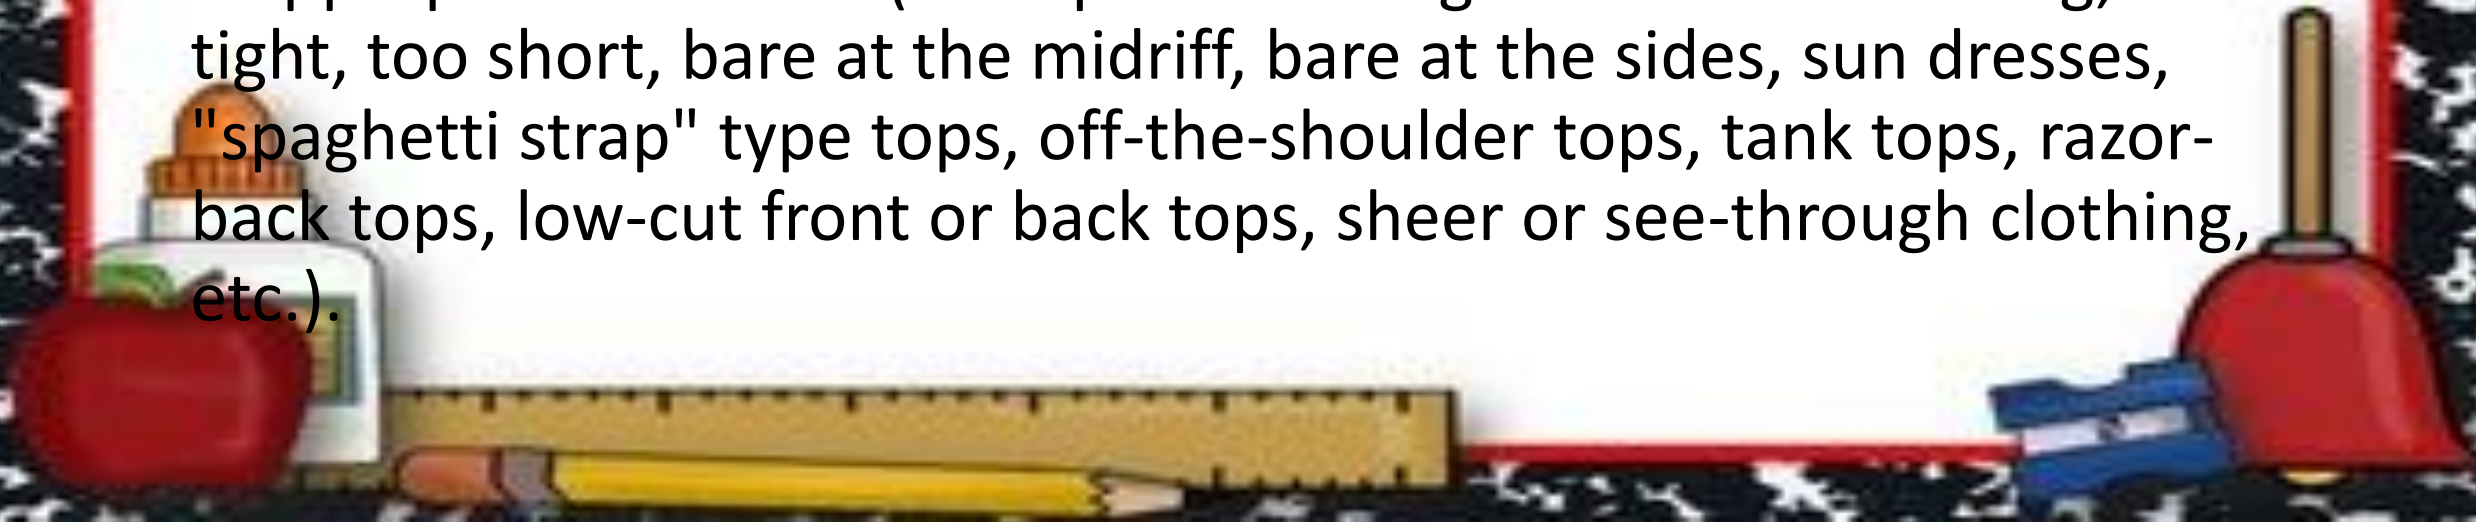 tight, too short, bare at the midriff, bare at the sides, sun dresses,
"spaghetti strap" type tops, off-the-shoulder tops, tank tops, razor-
back tops, low-cut front or back tops, sheer or see-through clothing,
etc.).